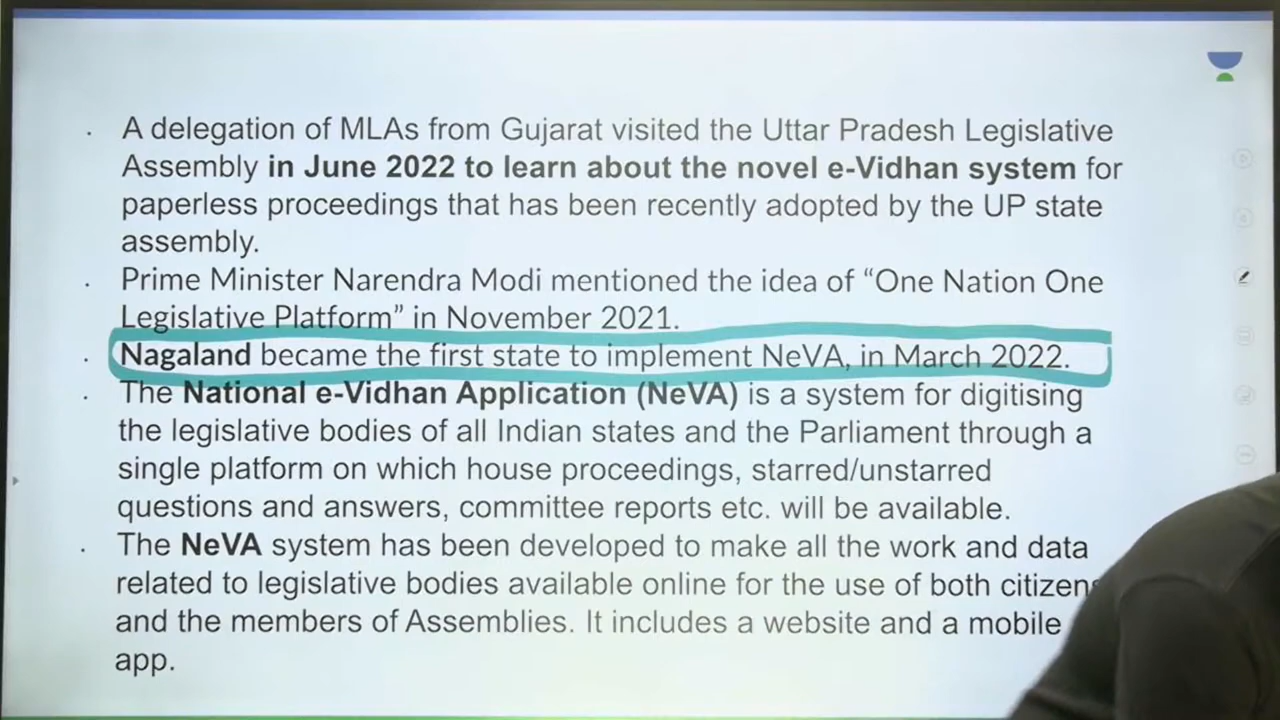 · A delegation of MLAs from Gujarat visited the Uttar Pradesh Legislative
Assembly in June 2022 to learn about the novel e-Vidhan system for
paperless proceedings that has been recently adopted by the UP state
assembly.
· Prime Minister Narendra Modi mentioned the idea of “One Nation One
Legislative Platform” in November 2021.
· Nagaland became the first state to implement NeVA, in March 2022.
· The National e-Vidhan Application (NeVA) is a system for digitising
the legislative bodies of all Indian states and the Parliament through a
single platform on which house proceedings, starred/unstarred
questions and answers, committee reports etc. will be available.
· The NeVA system has been developed to make all the work and data
related to legislative bodies available online for the use of both citizens
and the members of Assemblies. It includes a website and a mobile
app.